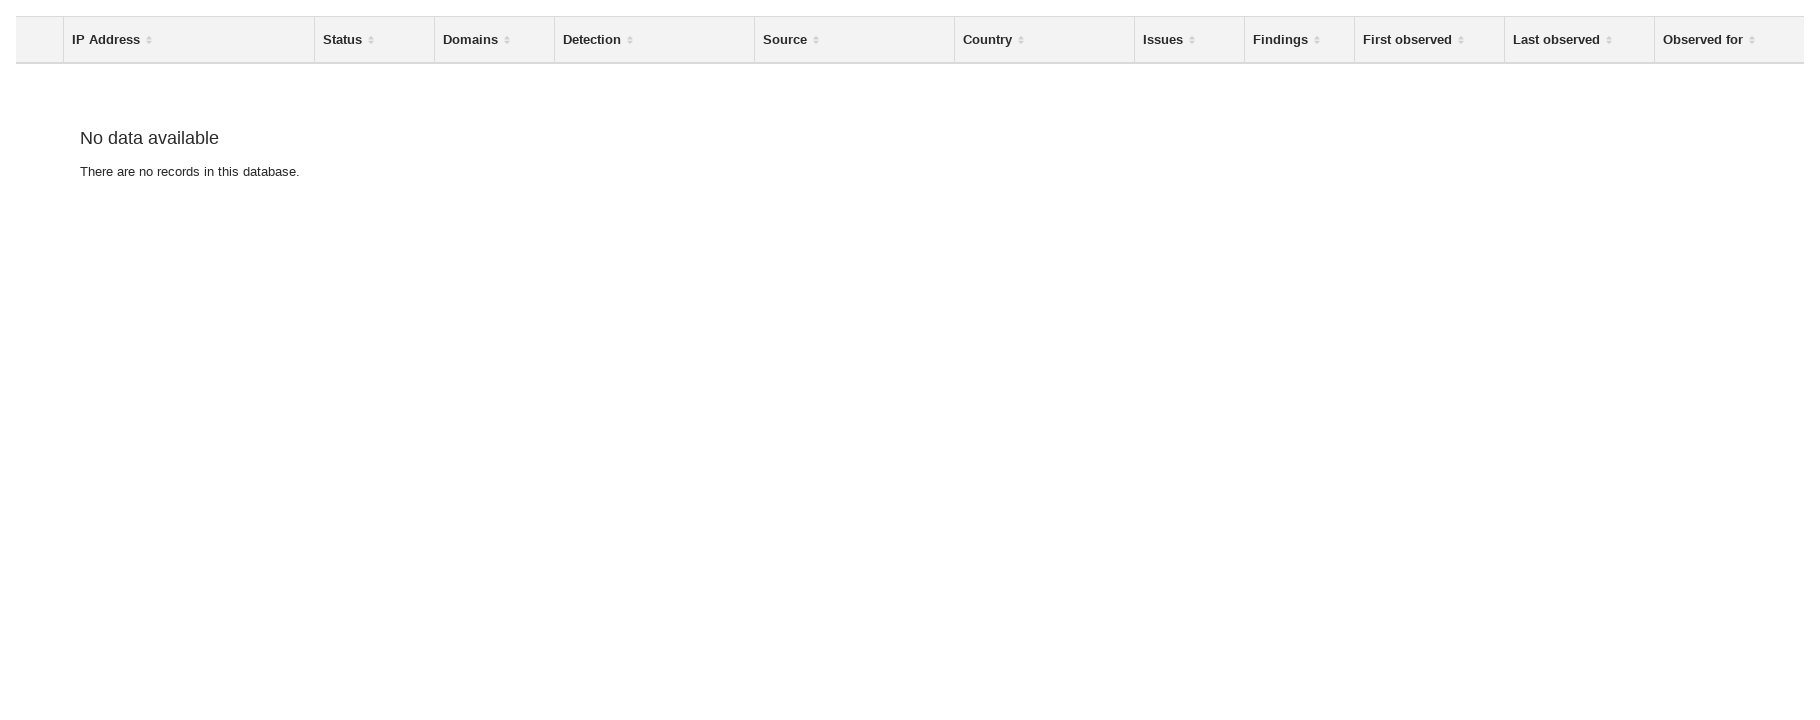 IP Address Status Domains Detection Source Country Issues Findings First observed Last observed Observed for
No data available
There are no records in this database.